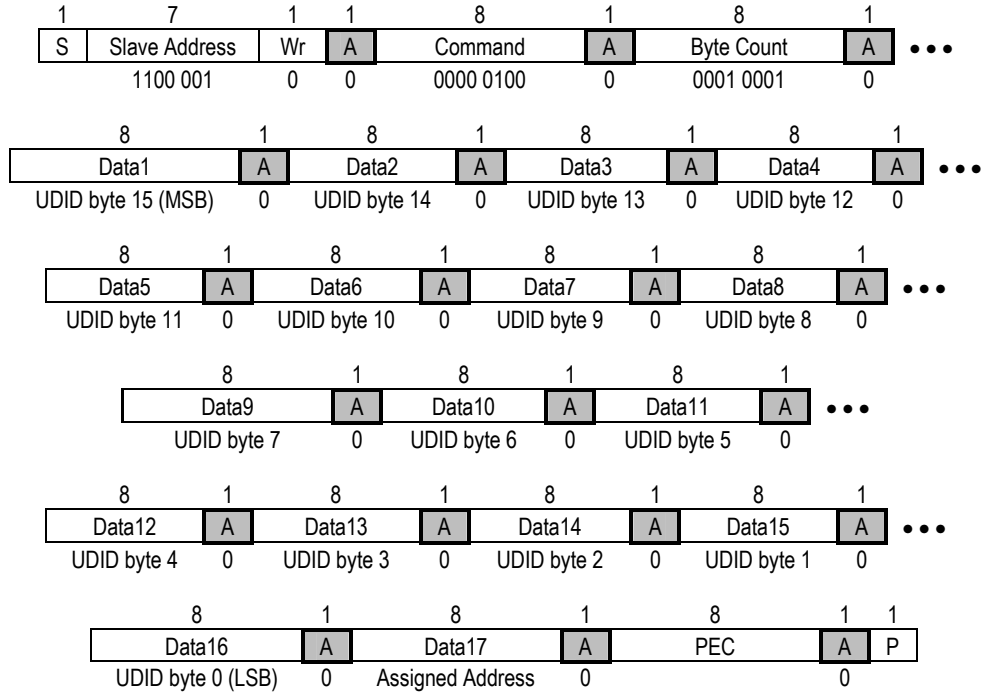 1 7 1 1 8 1 8 1
S Slave Address Wr A Command A Byte Count A •••
1100 001 0 0 0000 0100 0 0001 0001 0
8 1 8 1 8 1 8 1
Data1 A Data2 A Data3 A Data4 A •••
UDID byte 15 (MSB) 0 UDID byte 14 0 UDID byte 13 0 UDID byte 12 0
8 1 8 1 8 1 8 1
Data5 A Data6 A Data7 A Data8 A •••
UDID byte 11 0 UDID byte 10 0 UDID byte 9 0 UDID byte 8 0
8 1 8 1 8 1
Data9 A Data10 A Data11 A •••
UDID byte 7 0 UDID byte 6 0 UDID byte 5 0
8 1 8 1 8 1 8 1
Data12 A Data13 A Data14 A Data15 A •••
UDID byte 4 0 UDID byte 3 0 UDID byte 2 0 UDID byte 1 0
8 1 8 1 8 1 1
Data16 A Data17 A PEC A P
UDID byte 0 (LSB) 0 Assigned Address 0 0